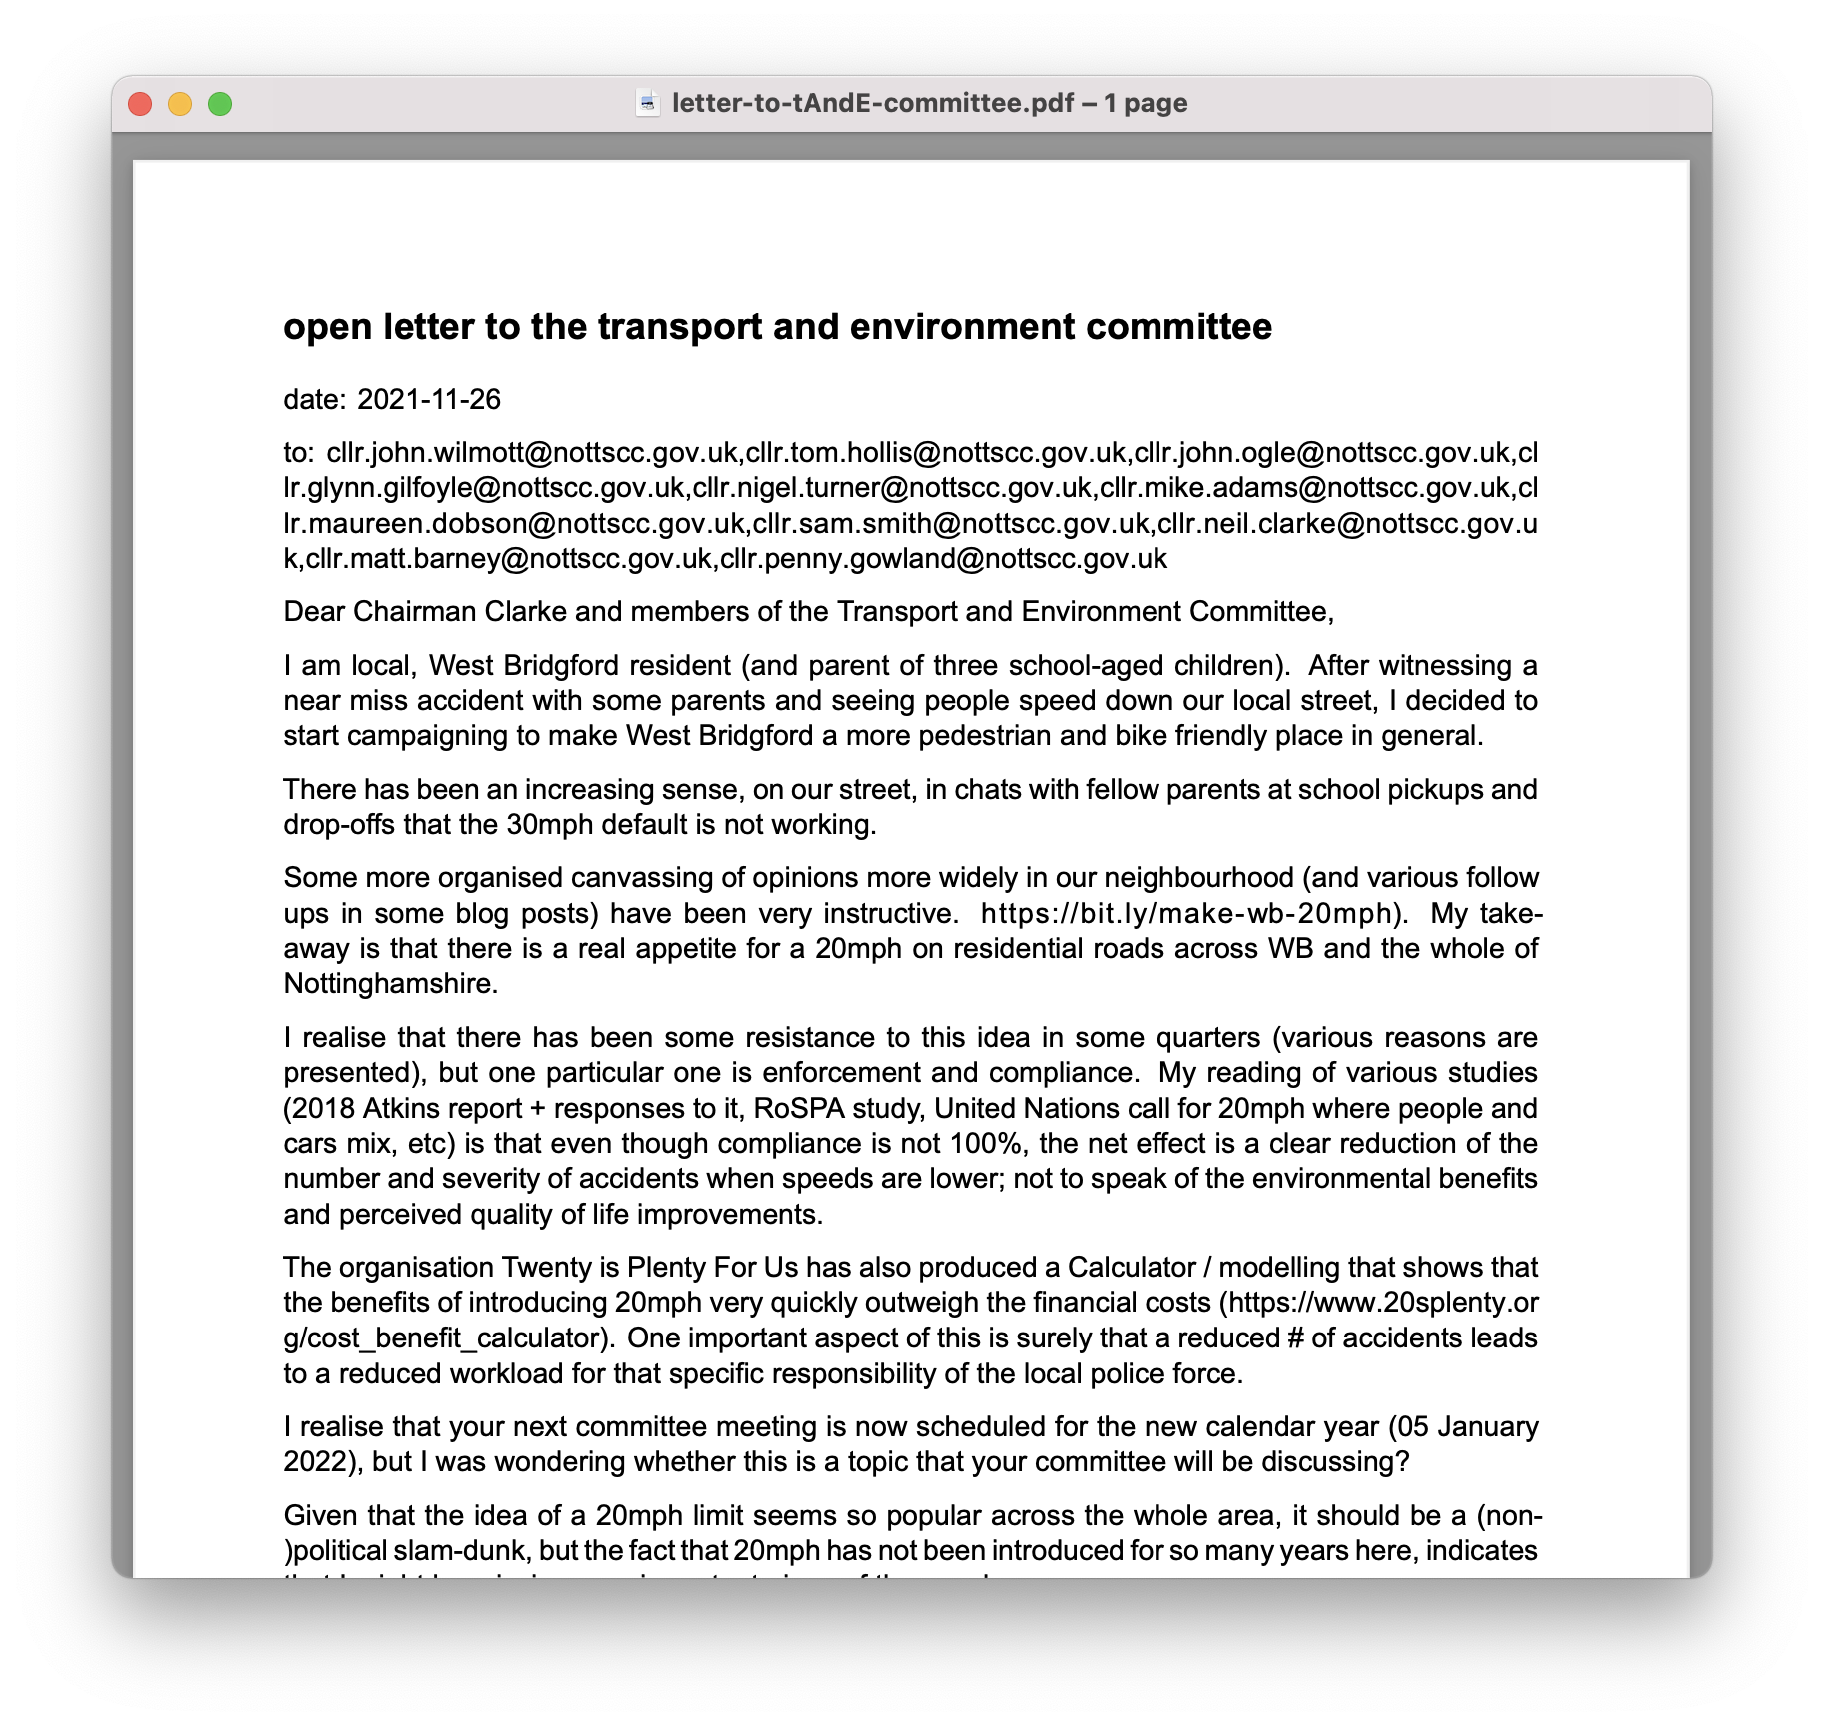 letter-to-tAndE-committee.pdf – 1 page
open letter to the transport and environment committee
date: 2021-11-26
to: cllr.john.wilmott@nottscc.gov.uk,cllr.tom.hollis@nottscc.gov.uk,cllr.john.ogle@nottscc.gov.uk,cl
lr.glynn.gilfoyle@nottscc.gov.uk,cllr.nigel.turner@nottscc.gov.uk,cllr.mike.adams@nottscc.gov.uk,cl
lr.maureen.dobson@nottscc.gov.uk,cllr.sam.smith@nottscc.gov.uk,cllr.neil.clarke@nottscc.gov.u
k,cllr.matt.barney@nottscc.gov.uk,cllr.penny.gowland@nottscc.gov.uk
Dear Chairman Clarke and members of the Transport and Environment Committee,
I am local, West Bridgford resident (and parent of three school-aged children). After witnessing a
near miss accident with some parents and seeing people speed down our local street, I decided to
start campaigning to make West Bridgford a more pedestrian and bike friendly place in general.
There has been an increasing sense, on our street, in chats with fellow parents at school pickups and
drop-offs that the 30mph default is not working.
Some more organised canvassing of opinions more widely in our neighbourhood (and various follow
ups in some blog posts) have been very instructive. https://bit.ly/make-wb-20mph). My take-
away is that there is a real appetite for a 20mph on residential roads across WB and the whole of
Nottinghamshire.
I realise that there has been some resistance to this idea in some quarters (various reasons are
presented), but one particular one is enforcement and compliance. My reading of various studies
(2018 Atkins report + responses to it, RoSPA study, United Nations call for 20mph where people and
cars mix, etc) is that even though compliance is not 100%, the net effect is a clear reduction of the
number and severity of accidents when speeds are lower; not to speak of the environmental benefits
and perceived quality of life improvements.
The organisation Twenty is Plenty For Us has also produced a Calculator / modelling that shows that
the benefits of introducing 20mph very quickly outweigh the financial costs (https://www.20splenty.or
g/cost_benefit_calculator). One important aspect of this is surely that a reduced # of accidents leads
to a reduced workload for that specific responsibility of the local police force.
I realise that your next committee meeting is now scheduled for the new calendar year (05 January
2022), but I was wondering whether this is a topic that your committee will be discussing?
Given that the idea of a 20mph limit seems so popular across the whole area, it should be a (non-
)political slam-dunk, but the fact that 20mph has not been introduced for so many years here, indicates